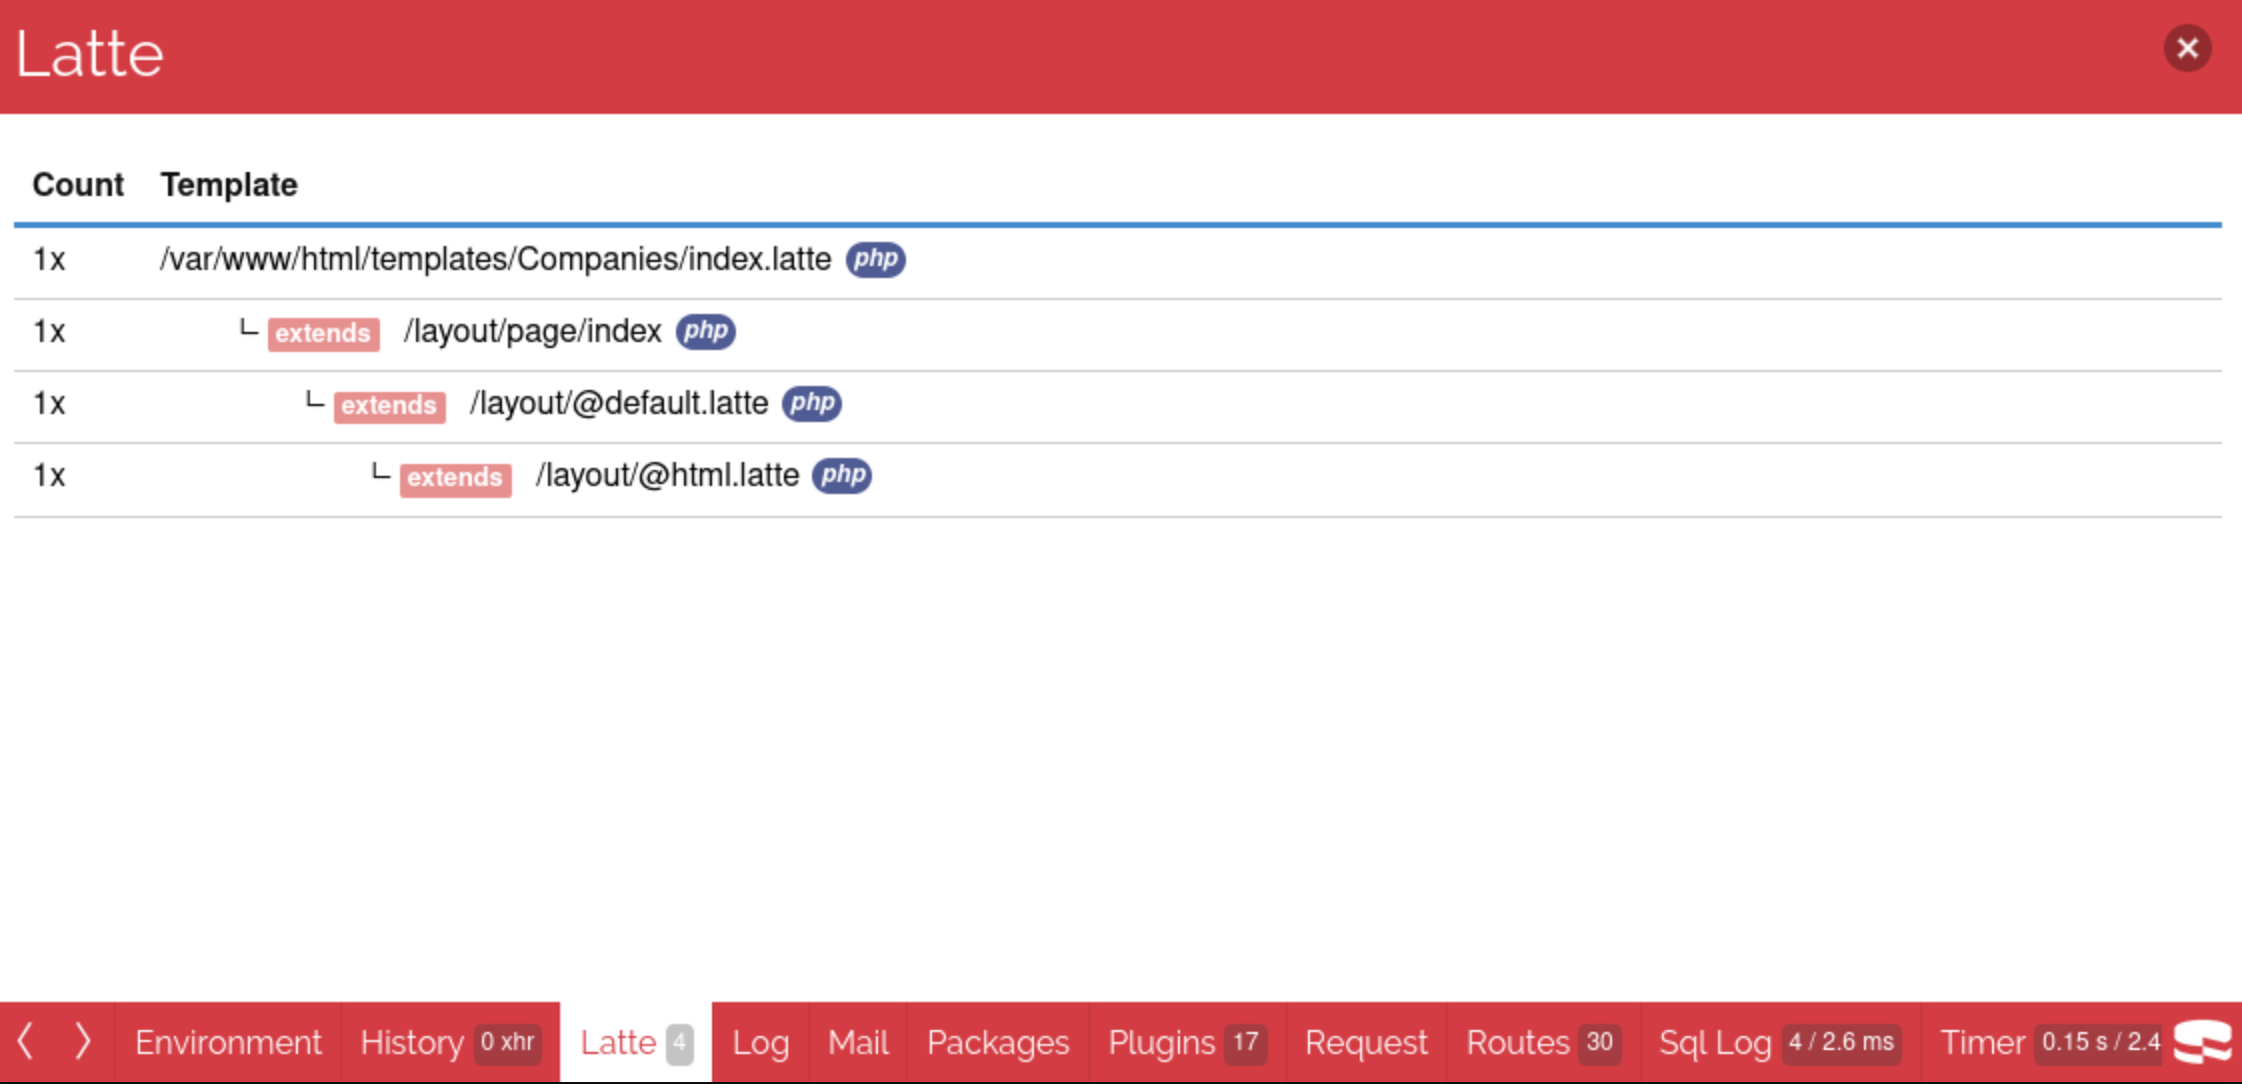 Latte
Count Template
1x /var/www/html/templates/Companies/index.latte php
1x extends /layout/page/index php
1x extends /layout/@default.latte php
1x extends /layout/@html.latte php
Environment History 0 xhr Latte 4 Log Mail Packages Plugins 17 Request Routes 30 Sql Log 4 / 2.6 ms Timer 0.15 s / 2.4